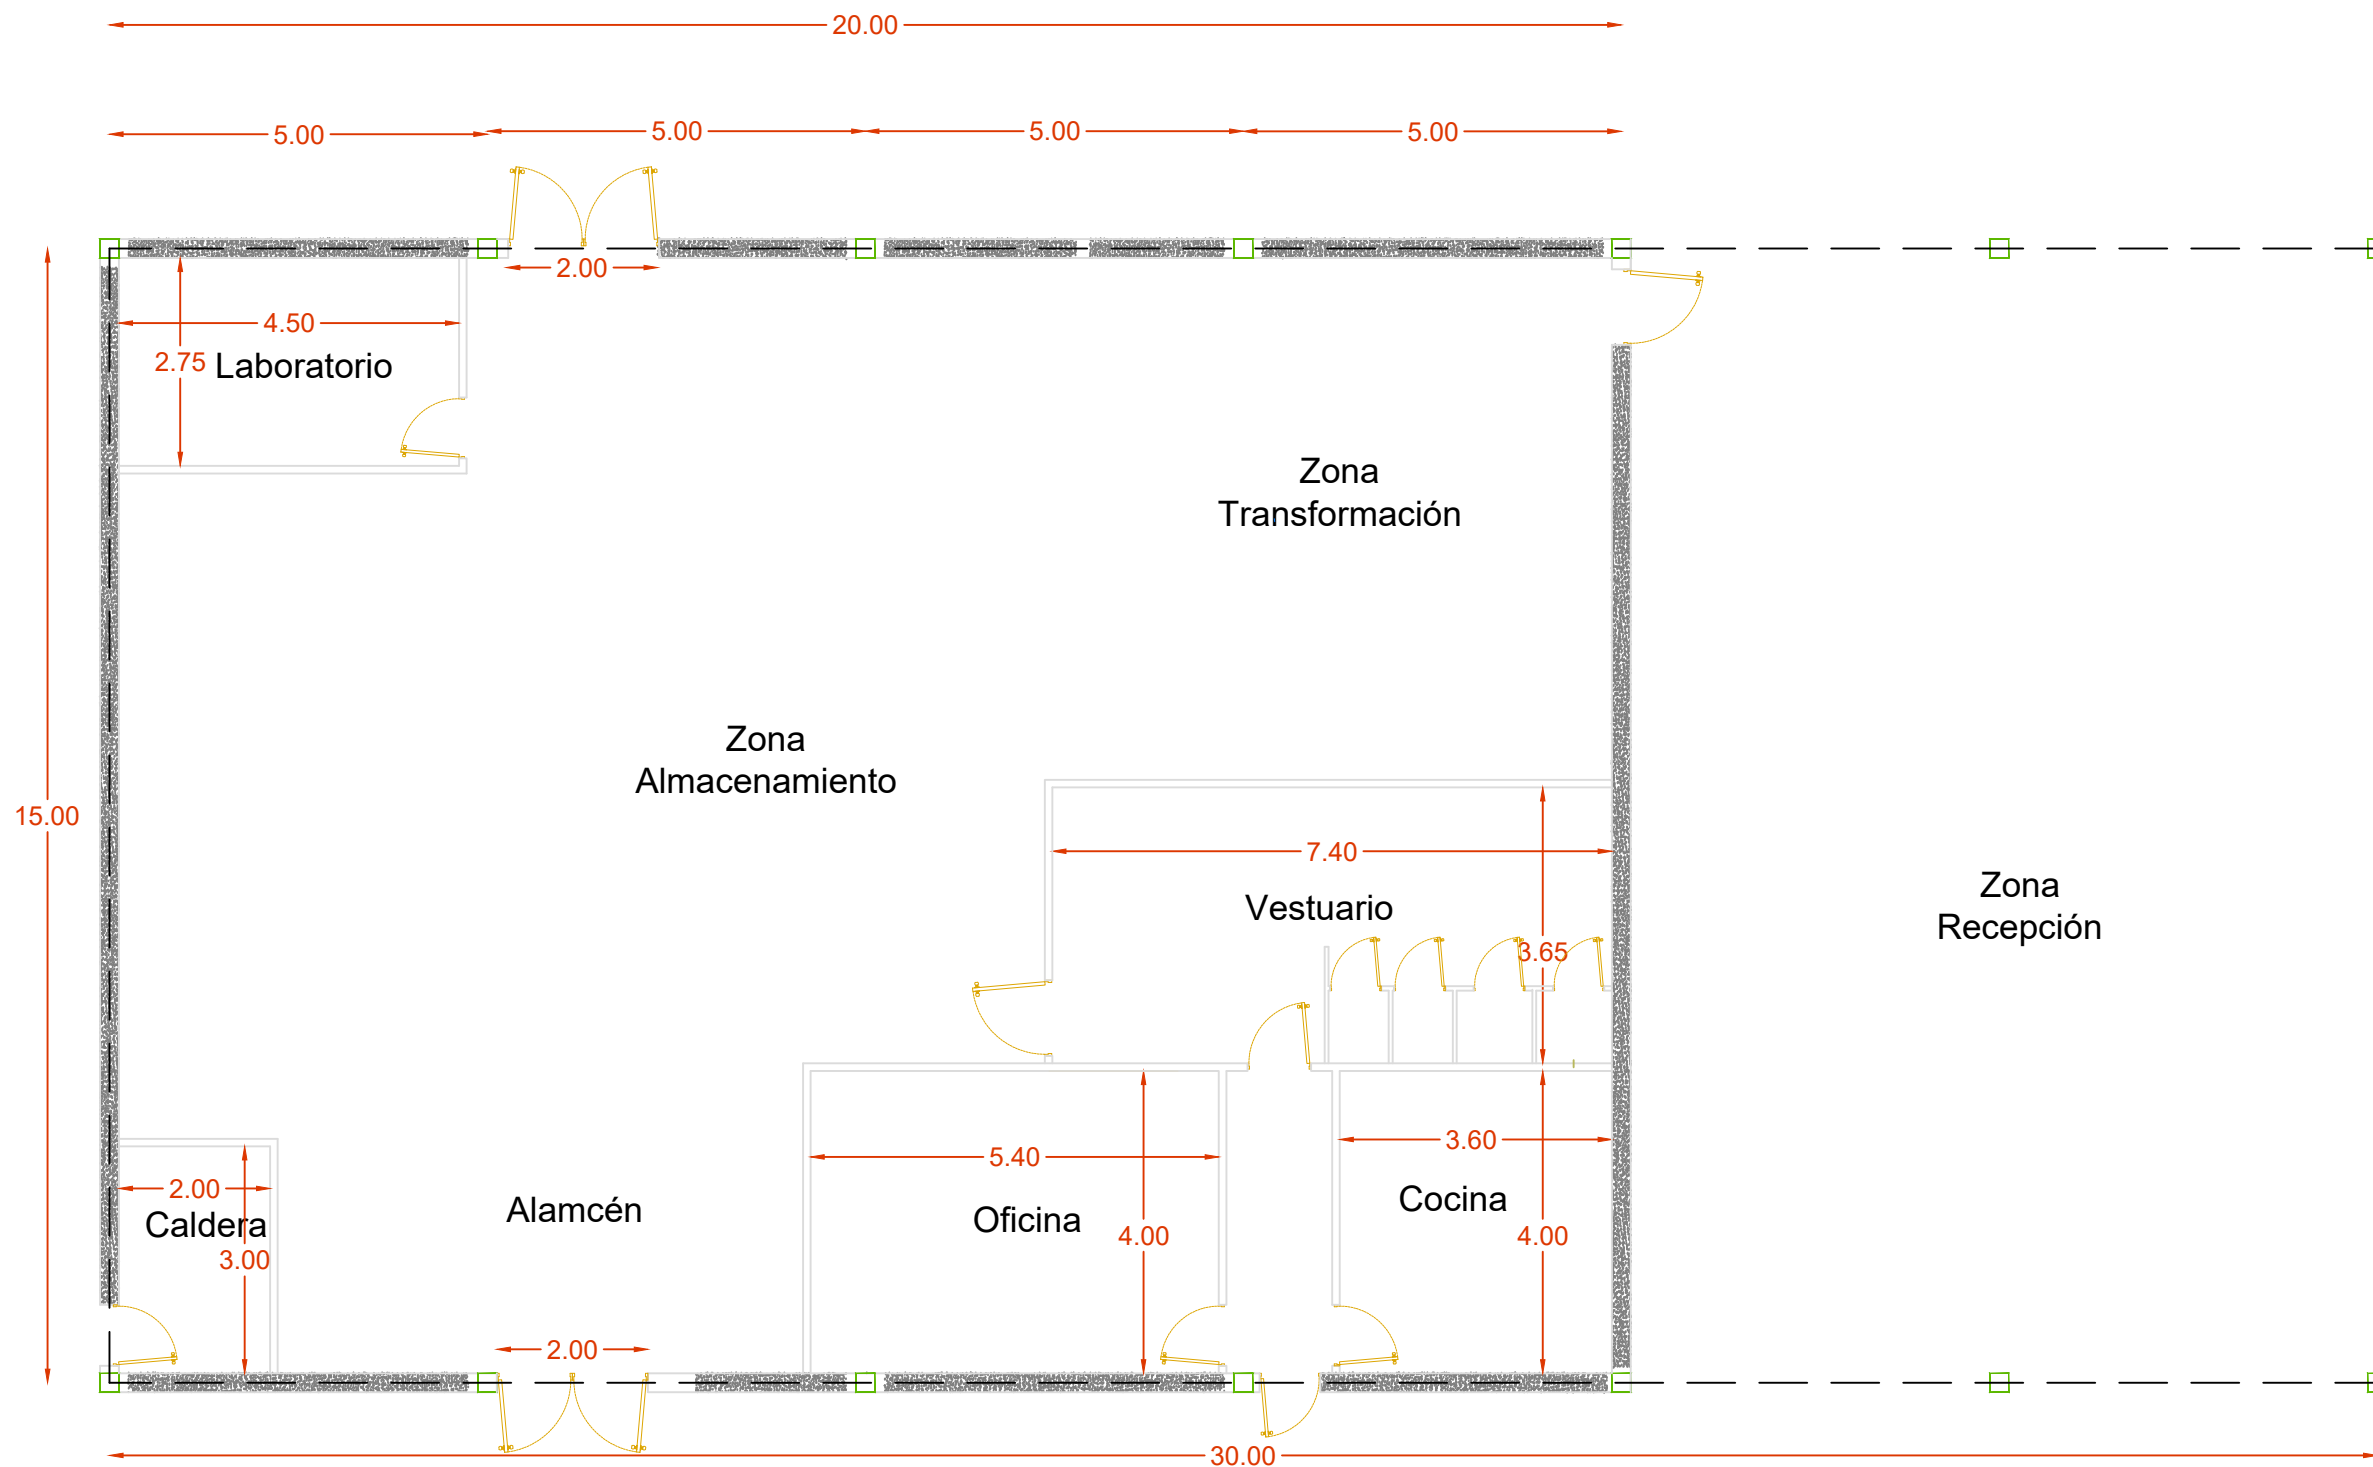 20.00
5.00
5.00
5.00
5.00
2.00
4.50
2.75
Laboratorio
Zona
Transformación
Zona
Almacenamiento
15.00
7.40
Vestuario
Zona
Recepción
3.65
3.60
5.40
2.00
Caldera
Alamcén
Oficina
Cocina
4.00
4.00
3.00
2.00
30.00